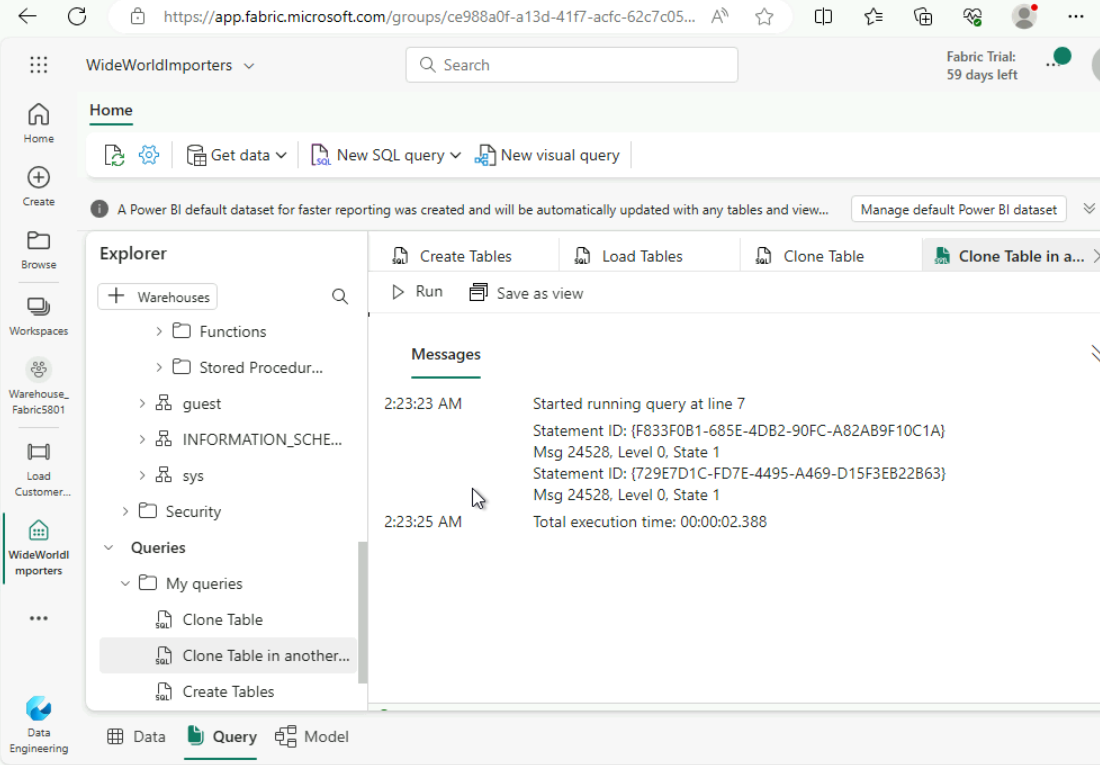 https://app.fabric.microsoft.com/groups/ce988a0f-a13d-41f7-acfc-62c7c05...
WideWorldImporters
Search
Fabric Trial:
59 days left
Home
Home
Get data
New SQL query
New visual query
Create
A Power BI default dataset for faster reporting was created and will be automatically updated with any tables and view...
Manage default Power BI dataset
Browse
Workspaces
Warehouse_
Fabric5801
Load
Customer...
WideWorldI
mporters
Data
Engineering
Explorer
Warehouses
Functions
Stored Procedur...
guest
INFORMATION_SCHE...
sys
Security
Queries
My queries
Clone Table
Clone Table in another...
Create Tables
Create Tables
Load Tables
Clone Table
Clone Table in a...
Run
Save as view
Messages
2:23:23 AM Started running query at line 7
Statement ID: {F833F0B1-685E-4DB2-90FC-A82AB9F10C1A}
Msg 24528, Level 0, State 1
Statement ID: {729E7D1C-FD7E-4495-A469-D15F3EB22B63}
Msg 24528, Level 0, State 1
2:23:25 AM Total execution time: 00:00:02.388
Data
Query
Model